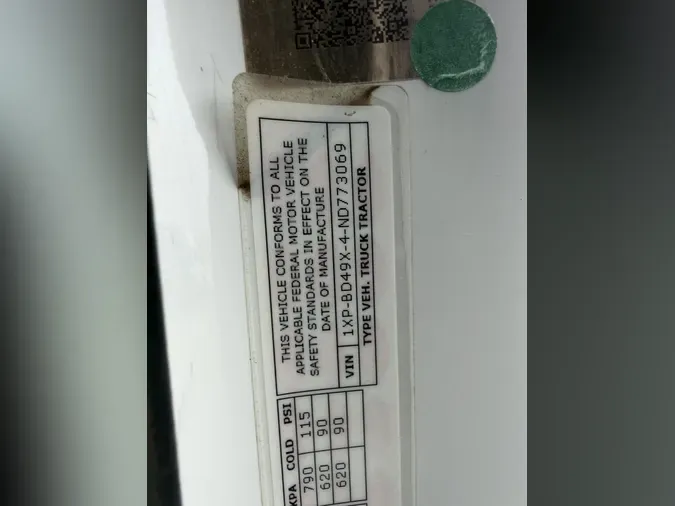 THIS VEHICLE CONFORMS TO ALL
APPLICABLE FEDERAL MOTOR VEHICLE
SAFETY STANDARDS IN EFFECT ON THE
DATE OF MANUFACTURE
VIN 1XP-BD49X-4-ND773069
TYPE VEH. TRUCK TRACTOR
KPA COLD PSI
790 115
620 90
620 90